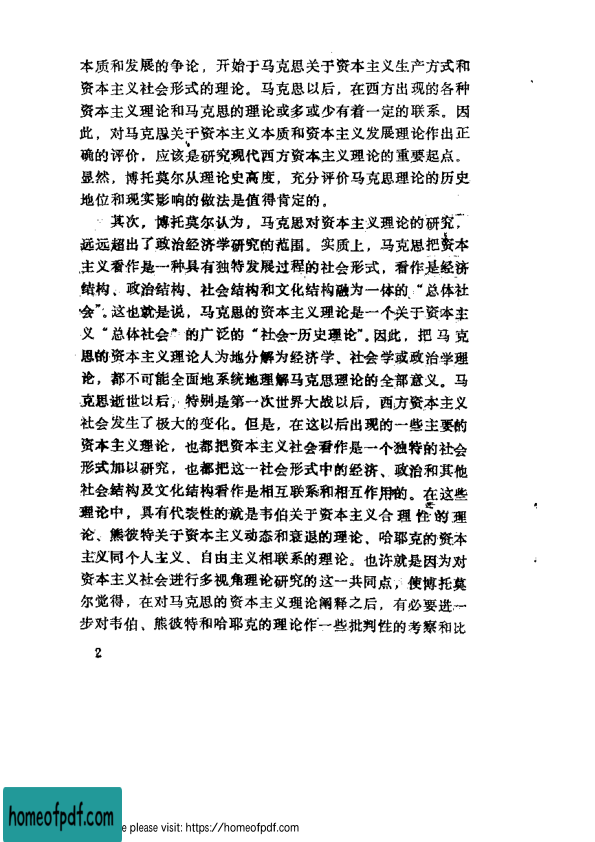 本质和发展的争论，开始于马克思关于资本主义生产方式和
资本主义社会形式的理论。马克思以后，在西方出现的各种
资本主义理论和马克思的理论或多或少有着一定的联系。因
此，对马克思关于资本主义本质和资本主义发展理论作出正
确的评价，应该是研究现代西方资本主义理论的重要起点。
显然，博托莫尔从理论史高度，充分评价马克思理论的历史
地位和现实影响的做法是值得肯定的。
其次，博托莫尔认为，马克思对资本主义理论的研究，
远远超出了政治经济学研究的范围。实质上，马克思把资本
主义看作是一种具有独特发展过程的社会形式，看作是经济
结构、政治结构、社会结构和文化结构融为一体的“总体社
会”。这也就是说，马克思的资本主义理论是一个关于资本主
义“总体社会”的广泛的“社会—历史理论”。因此，把马克
思的资本主义理论人为地分解为经济学、社会学或政治学理
论，都不可能全面地系统地理解马克思理论的全部意义。马
克思逝世以后，特别是第一次世界大战以后，西方资本主义
社会发生了极大的变化。但是，在这以后出现的一些主要的
资本主义理论，也都把资本主义社会看作是一个独特的社会
形式加以研究，也都把这一社会形式中的经济、政治和其他
社会结构及文化结构看作是相互联系和相互作用的。在这些
理论中，具有代表性的就是韦伯关于资本主义合理性的理
论、熊彼特关于资本主义动态和衰退的理论、哈耶克的资本
主义同个人主义、自由主义相联系的理论。也许就是因为对
资本主义社会进行多视角理论研究的这一共同点，使博托莫
尔觉得，在对马克思的资本主义理论阐释之后，有必要进一
步对韦伯、熊彼特和哈耶克的理论作一些批判性的考察和比
2
homeofpdf.com
e please visit: https://homeofpdf.com